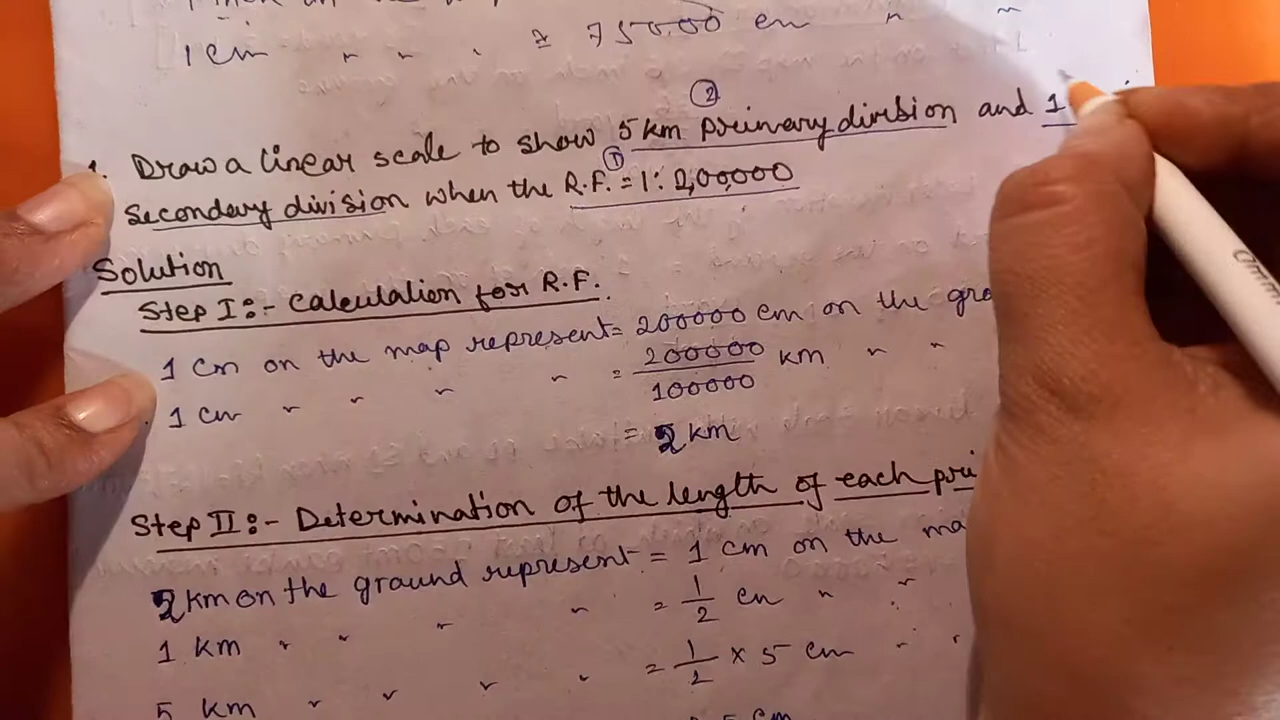 1 cm " " " = 750.00 cm " "
②
1. Draw a linear scale to show 5 km primary division and 1
①
Secondary division when the R.F. = 1: 2,00,000
Solution
Step I:- Calculation for R.F.
1 cm on the map represent = 200000 cm on the gro
1 cm " " " " = 200000/100000 km " "
= 2 km
Step II:- Determination of the length of each pri
2 km on the ground represent = 1 cm on the ma
1 km " " " " = 1/2 cm " "
5 km " " " " = 1/2 × 5 cm " "
5 cm